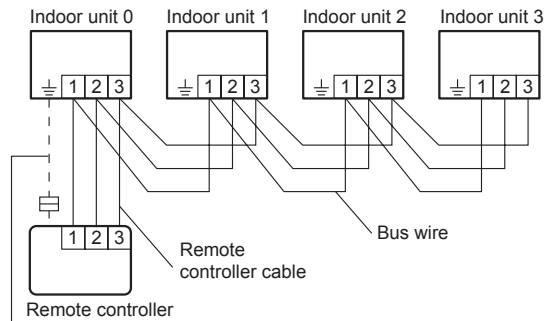 Indoor unit 0 Indoor unit 1 Indoor unit 2 Indoor unit 3
1 2 3 1 2 3 1 2 3 1 2 3
1 2 3
Bus wire
Remote
controller cable
Remote controller